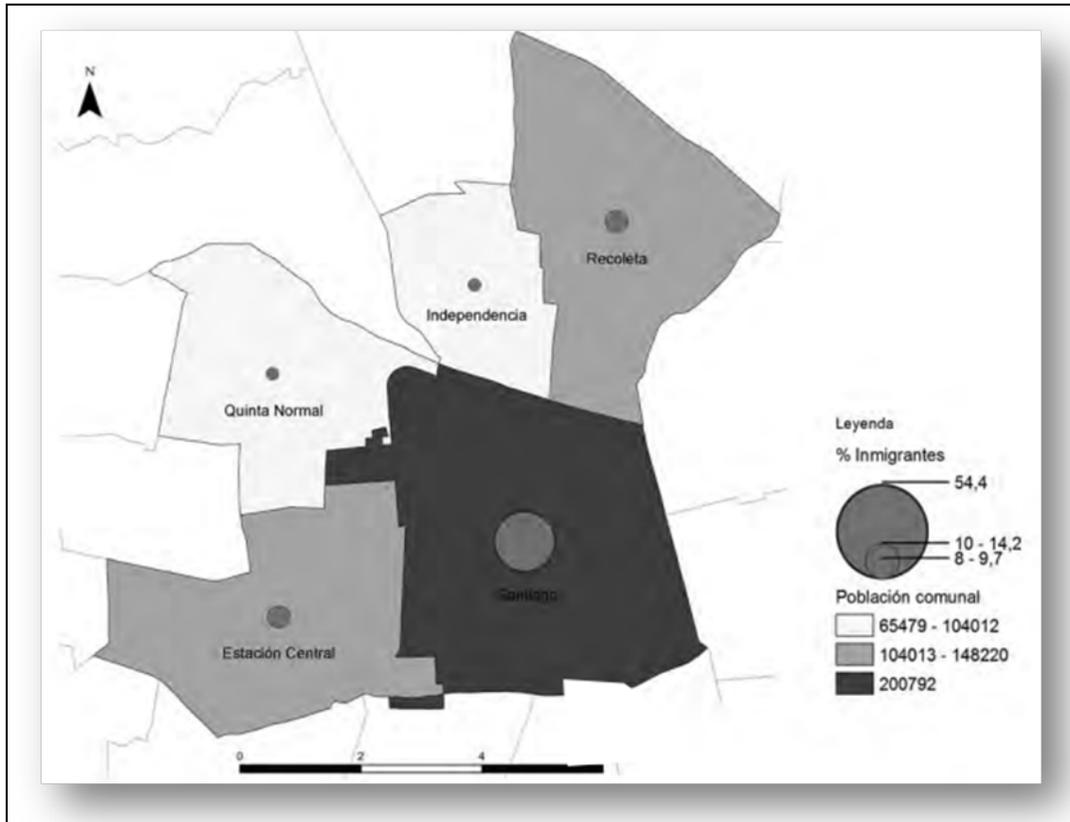 N
Recoleta
Independencia
Quinta Normal
Santiago
Estación Central
Leyenda
% Inmigrantes
54,4
10 - 14,2
8 - 9,7
Población comunal
65479 - 104012
104013 - 148220
200792
0 2 4